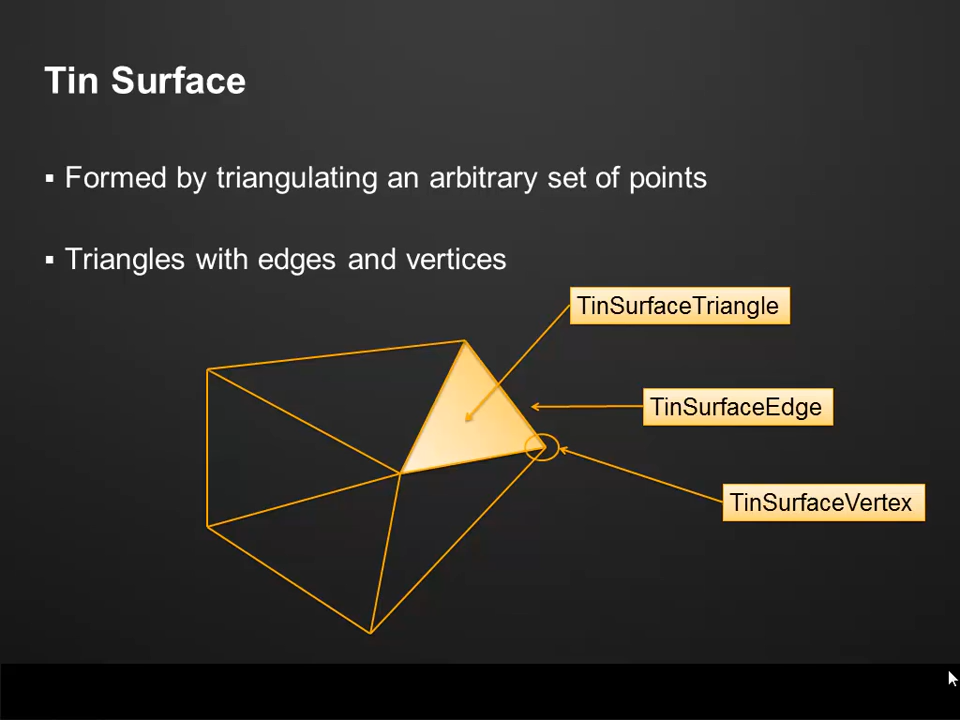 Tin Surface
▪ Formed by triangulating an arbitrary set of points
▪ Triangles with edges and vertices
TinSurfaceTriangle
TinSurfaceEdge
TinSurfaceVertex